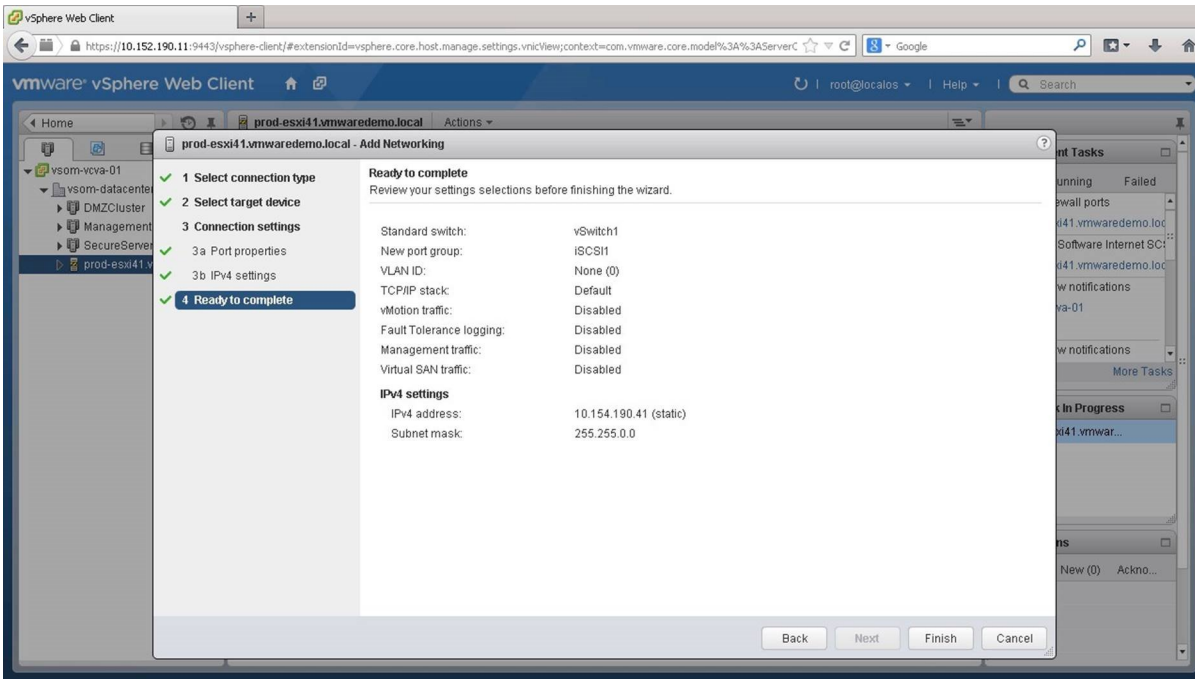 vSphere Web Client
https://10.152.190.11:9443/vsphere-client/#extensionId=vsphere.core.host.manage.settings.vnicView;context=com.vmware.core.model%3A%3AServerC
Google
vmware® vSphere Web Client
root@localos
Help
Search
Home
prod-esxi41.vmwaredemo.local
Actions
prod-esxi41.vmwaredemo.local - Add Networking
vsom-vcva-01
vsom-datacenter
DMZCluster
Management
SecureServer
prod-esxi41.v
1 Select connection type
2 Select target device
3 Connection settings
3a Port properties
3b IPv4 settings
4 Ready to complete
Ready to complete
Review your settings selections before finishing the wizard.
Standard switch: vSwitch1
New port group: iSCSI1
VLAN ID: None (0)
TCP/IP stack: Default
vMotion traffic: Disabled
Fault Tolerance logging: Disabled
Management traffic: Disabled
Virtual SAN traffic: Disabled
IPv4 settings
IPv4 address: 10.154.190.41 (static)
Subnet mask: 255.255.0.0
Back
Next
Finish
Cancel
nt Tasks
unning
Failed
ewall ports
xi41.vmwaredemo.loc
Software Internet SCS
xi41.vmwaredemo.loc
w notifications
va-01
w notifications
More Tasks
k In Progress
xi41.vmwar...
ns
New (0)
Ackno...